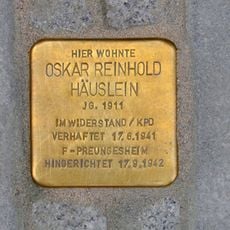 HIER WOHNTE
OSKAR REINHOLD
HÄUSLEIN
JG. 1911
IM WIDERSTAND / KPD
VERHAFTET 17.6.1941
F-PREUNGESHEIM
HINGERICHTET 17.9.1942